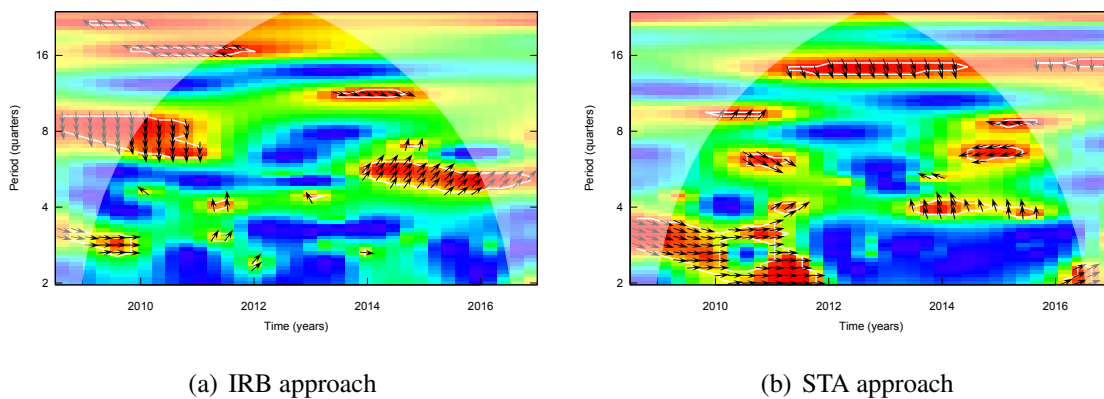 16
8
4
2
Period (quarters)
2010 2012 2014 2016
Time (years)
(a) IRB approach
16
8
4
2
Period (quarters)
2010 2012 2014 2016
Time (years)
(b) STA approach